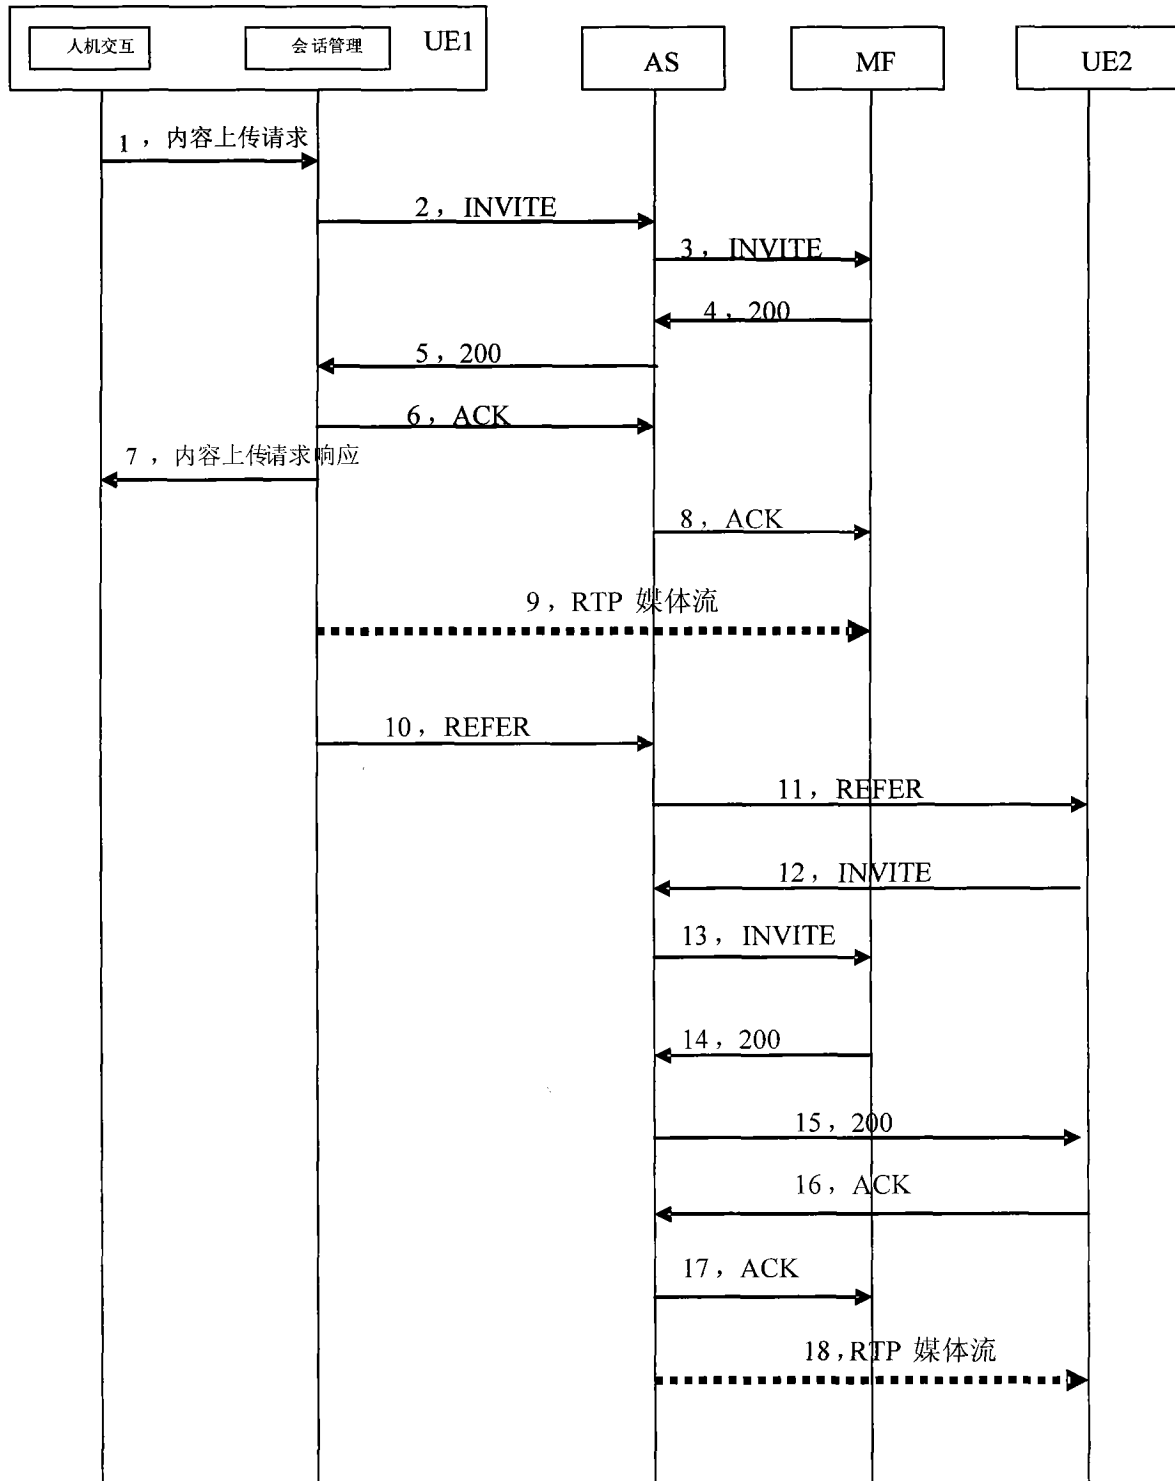 人机交互
会话管理
UE1
AS
MF
UE2
1，内容上传请求
2，INVITE
3，INVITE
4，200
5，200
6，ACK
7，内容上传请求响应
8，ACK
9，RTP 媒体流
10，REFER
11，REFER
12，INVITE
13，INVITE
14，200
15，200
16，ACK
17，ACK
18，RTP 媒体流